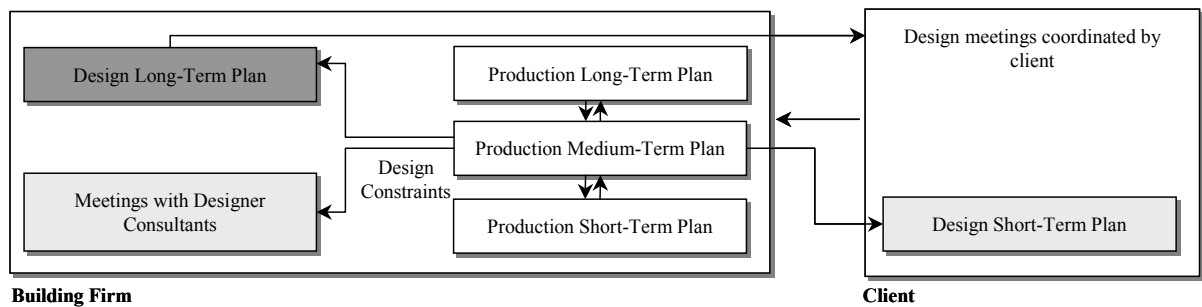 Design Long-Term Plan
Production Long-Term Plan
Design meetings coordinated by
client
Production Medium-Term Plan
Design
Constraints
Meetings with Designer
Consultants
Production Short-Term Plan
Design Short-Term Plan
Building Firm
Client